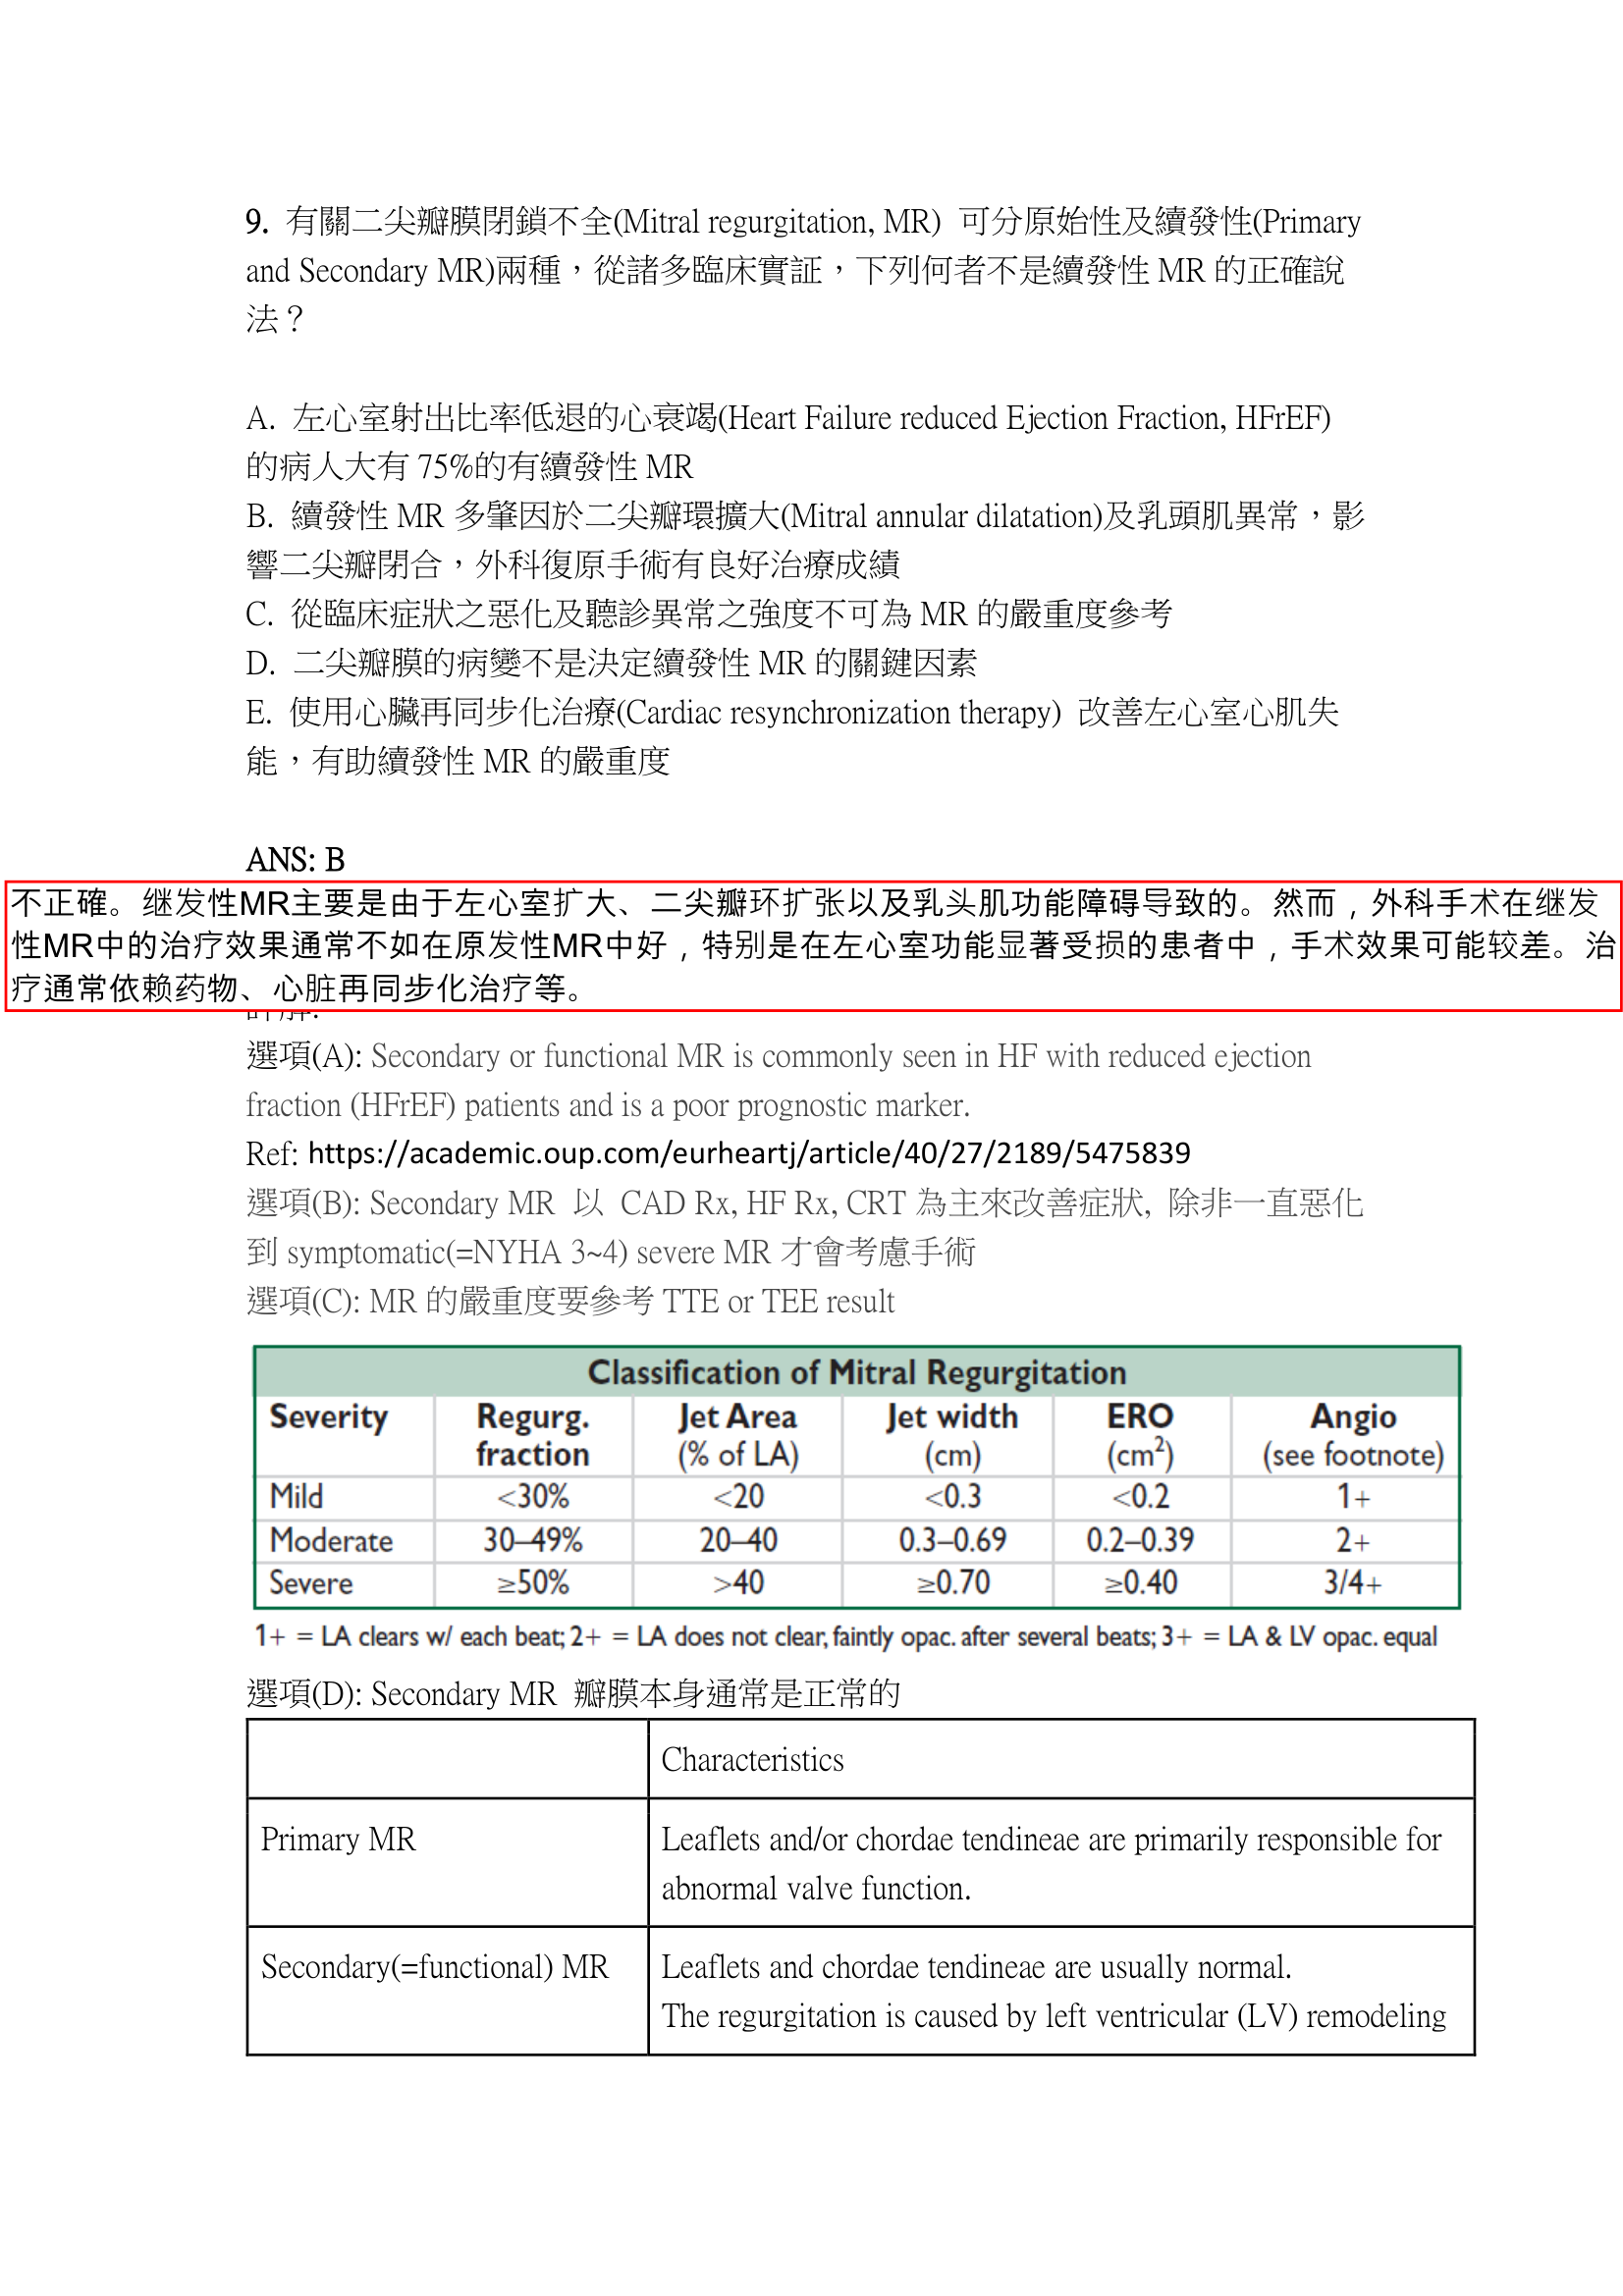 9. 有關二尖瓣膜閉鎖不全(Mitral regurgitation, MR) 可分原始性及續發性(Primary
and Secondary MR)兩種，從諸多臨床實証，下列何者不是續發性 MR 的正確說
法？
A. 左心室射出比率低退的心衰竭(Heart Failure reduced Ejection Fraction, HFrEF)
的病人大有 75%的有續發性 MR
B. 續發性 MR 多肇因於二尖瓣環擴大(Mitral annular dilatation)及乳頭肌異常，影
響二尖瓣閉合，外科復原手術有良好治療成績
C. 從臨床症狀之惡化及聽診異常之強度不可為 MR 的嚴重度參考
D. 二尖瓣膜的病變不是決定續發性 MR 的關鍵因素
E. 使用心臟再同步化治療(Cardiac resynchronization therapy) 改善左心室心肌失
能，有助續發性 MR 的嚴重度
ANS: B
不正確。继发性MR主要是由于左心室扩大、二尖瓣环扩张以及乳头肌功能障碍导致的。然而，外科手术在继发
性MR中的治疗效果通常不如在原发性MR中好，特别是在左心室功能显著受损的患者中，手术效果可能较差。治
疗通常依赖药物、心脏再同步化治疗等。
選項(A): Secondary or functional MR is commonly seen in HF with reduced ejection
fraction (HFrEF) patients and is a poor prognostic marker.
Ref: https://academic.oup.com/eurheartj/article/40/27/2189/5475839
選項(B): Secondary MR 以 CAD Rx, HF Rx, CRT 為主來改善症狀, 除非一直惡化
到 symptomatic(=NYHA 3~4) severe MR 才會考慮手術
選項(C): MR 的嚴重度要參考 TTE or TEE result
Classification of Mitral Regurgitation
Severity Regurg. fraction Jet Area (% of LA) Jet width (cm) ERO (cm²) Angio (see footnote)
Mild <30% <20 <0.3 <0.2 1+
Moderate 30–49% 20–40 0.3–0.69 0.2–0.39 2+
Severe ≥50% >40 ≥0.70 ≥0.40 3/4+
1+ = LA clears w/ each beat; 2+ = LA does not clear, faintly opac. after several beats; 3+ = LA & LV opac. equal
選項(D): Secondary MR 瓣膜本身通常是正常的
Characteristics
Primary MR Leaflets and/or chordae tendineae are primarily responsible for
abnormal valve function.
Secondary(=functional) MR Leaflets and chordae tendineae are usually normal.
The regurgitation is caused by left ventricular (LV) remodeling